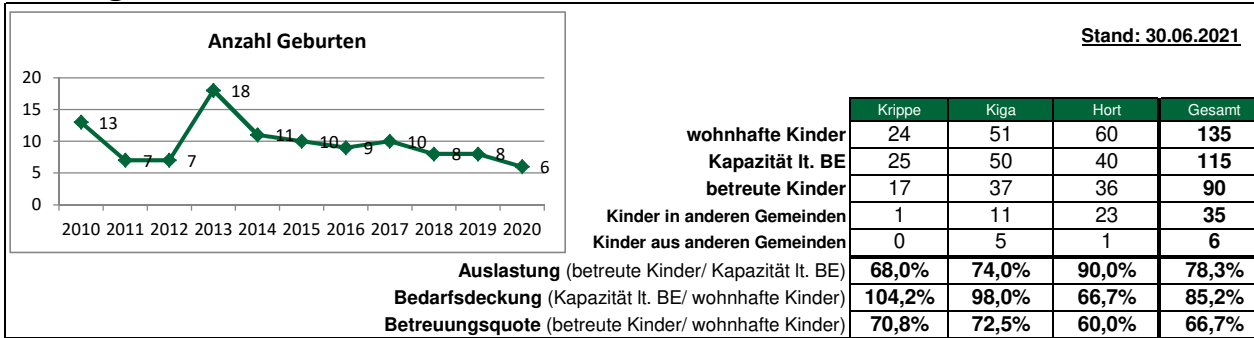 Anzahl Geburten
Stand: 30.06.2021
20
15
10
5
0
13
7
7
18
11
10
9
10
8
8
6
2010 2011 2012 2013 2014 2015 2016 2017 2018 2019 2020
Krippe Kiga Hort Gesamt
wohnhafte Kinder 24 51 60 135
Kapazität lt. BE 25 50 40 115
betreute Kinder 17 37 36 90
Kinder in anderen Gemeinden 1 11 23 35
Kinder aus anderen Gemeinden 0 5 1 6
Auslastung (betreute Kinder/ Kapazität lt. BE) 68,0% 74,0% 90,0% 78,3%
Bedarfsdeckung (Kapazität lt. BE/ wohnhafte Kinder) 104,2% 98,0% 66,7% 85,2%
Betreuungsquote (betreute Kinder/ wohnhafte Kinder) 70,8% 72,5% 60,0% 66,7%